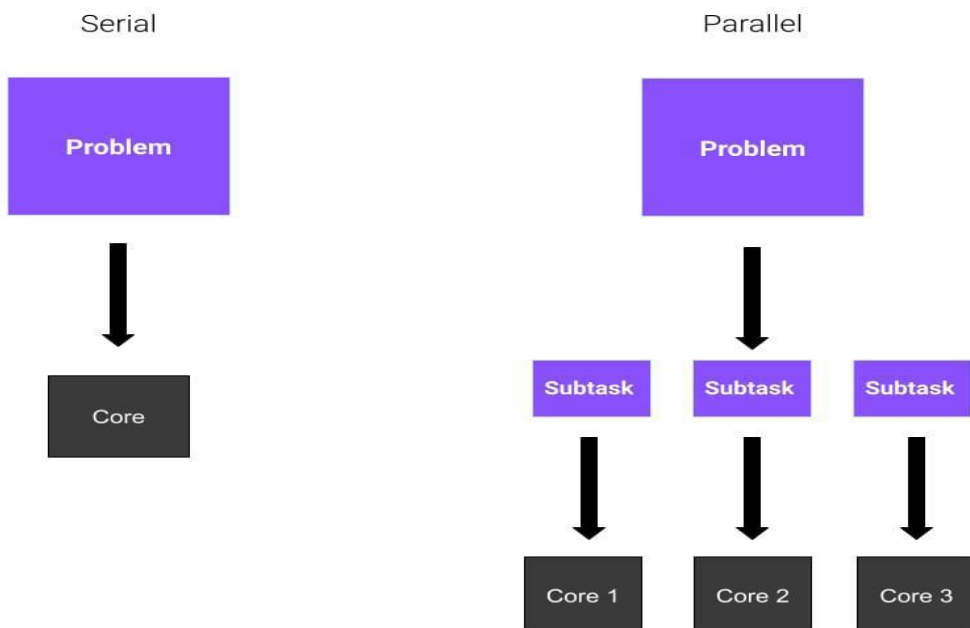 Serial
Parallel
Problem
Problem
Core
Subtask
Subtask
Subtask
Core 1
Core 2
Core 3